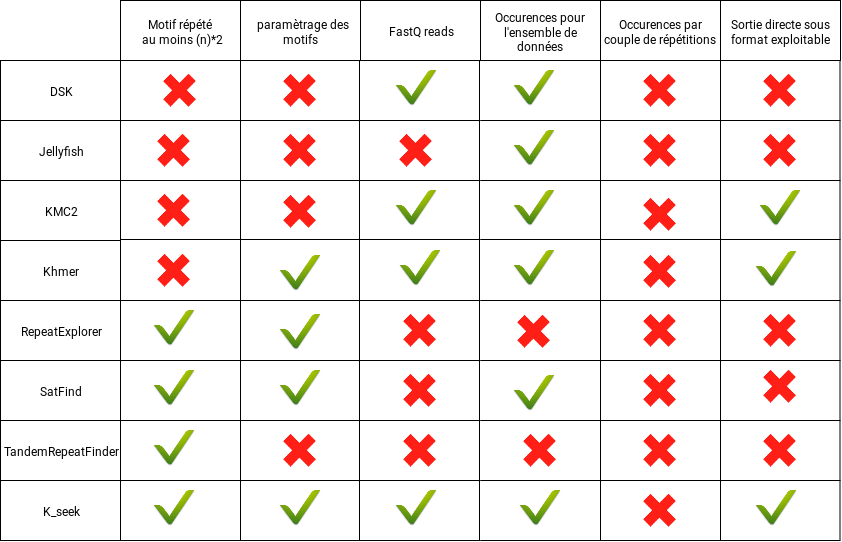 Motif répété
au moins (n)*2
paramètrage des
motifs
FastQ reads
Occurences pour
l'ensemble de
données
Occurences par
couple de répétitions
Sortie directe sous
format exploitable
DSK
Jellyfish
KMC2
Khmer
RepeatExplorer
SatFind
TandemRepeatFinder
K_seek